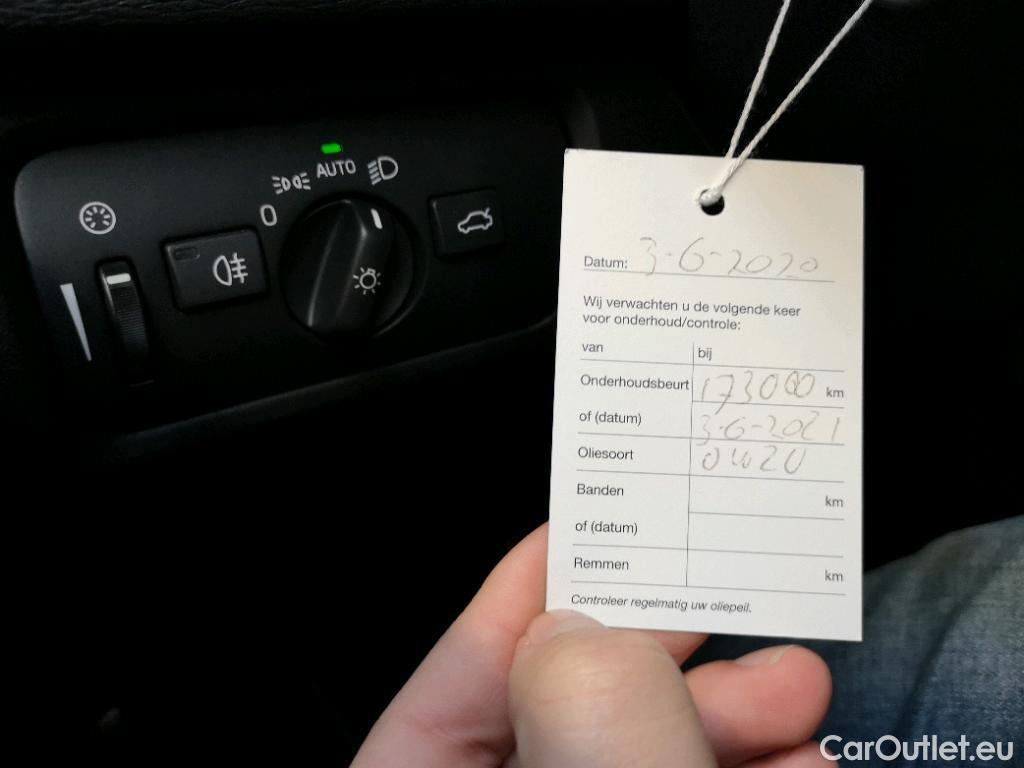 AUTO
0
Datum: 3-6-2020
Wij verwachten u de volgende keer
voor onderhoud/controle:
van bij
Onderhoudsbeurt 173000 km
of (datum) 3-6-2021
Oliesoort 0W20
Banden km
of (datum)
Remmen km
Controleer regelmatig uw oliepeil.
CarOutlet.eu